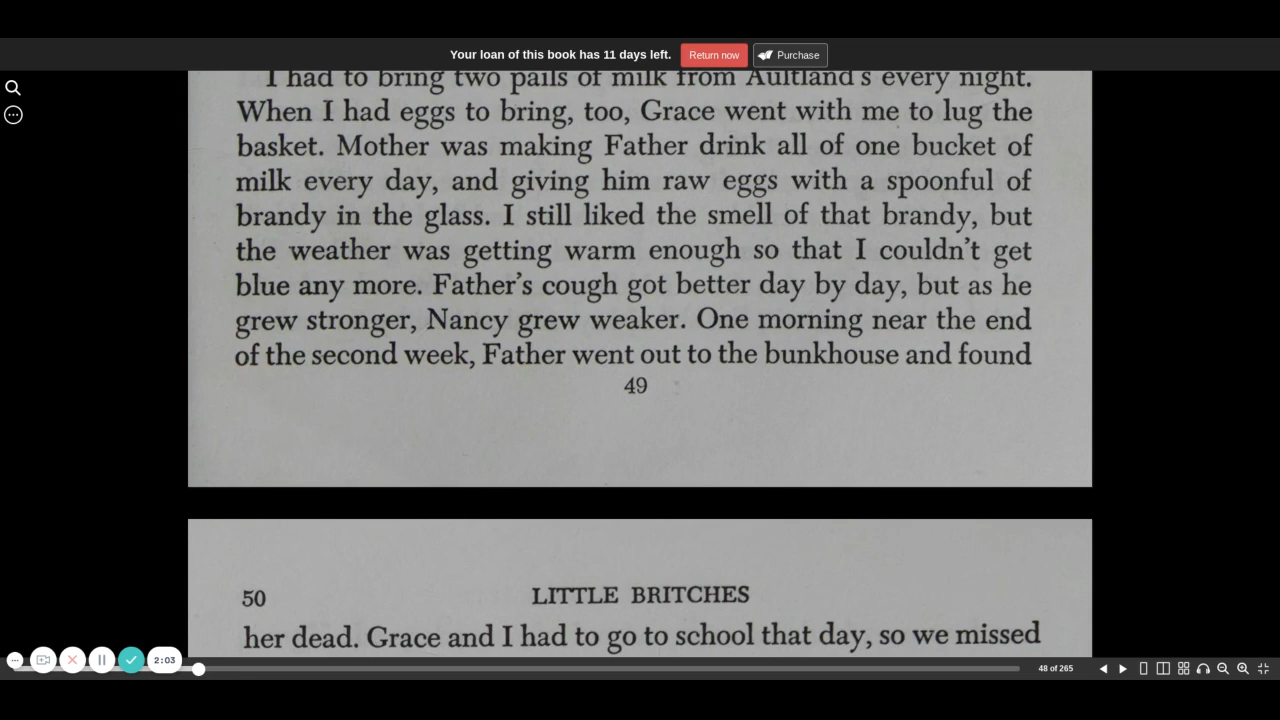 Your loan of this book has 11 days left. Return now Purchase
I had to bring two pails of milk from Aultland's every night.
When I had eggs to bring, too, Grace went with me to lug the
basket. Mother was making Father drink all of one bucket of
milk every day, and giving him raw eggs with a spoonful of
brandy in the glass. I still liked the smell of that brandy, but
the weather was getting warm enough so that I couldn't get
blue any more. Father's cough got better day by day, but as he
grew stronger, Nancy grew weaker. One morning near the end
of the second week, Father went out to the bunkhouse and found
49
50 LITTLE BRITCHES
her dead. Grace and I had to go to school that day, so we missed
2:03
48 of 265